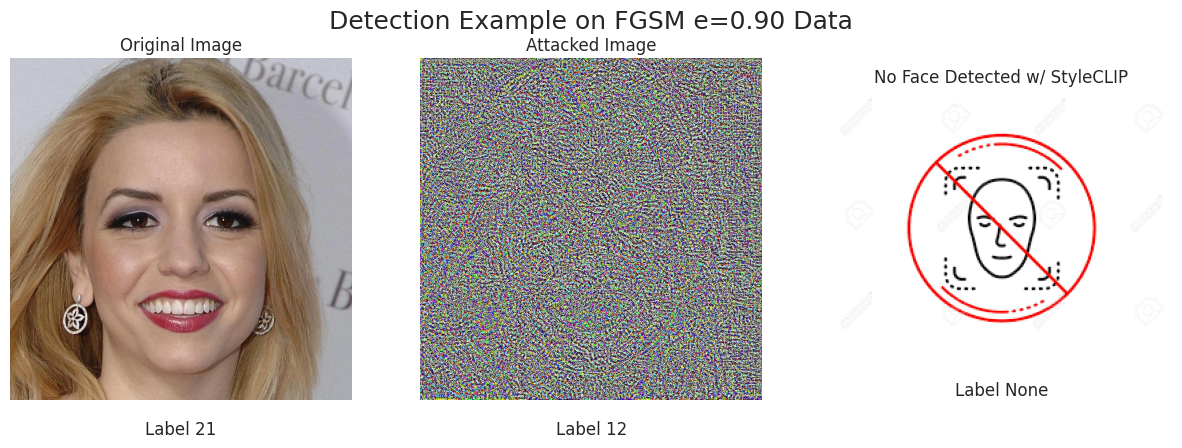 Detection Example on FGSM e=0.90 Data
Original Image
Attacked Image
No Face Detected w/ StyleCLIP
Barcel
B
Label None
Label 21
Label 12